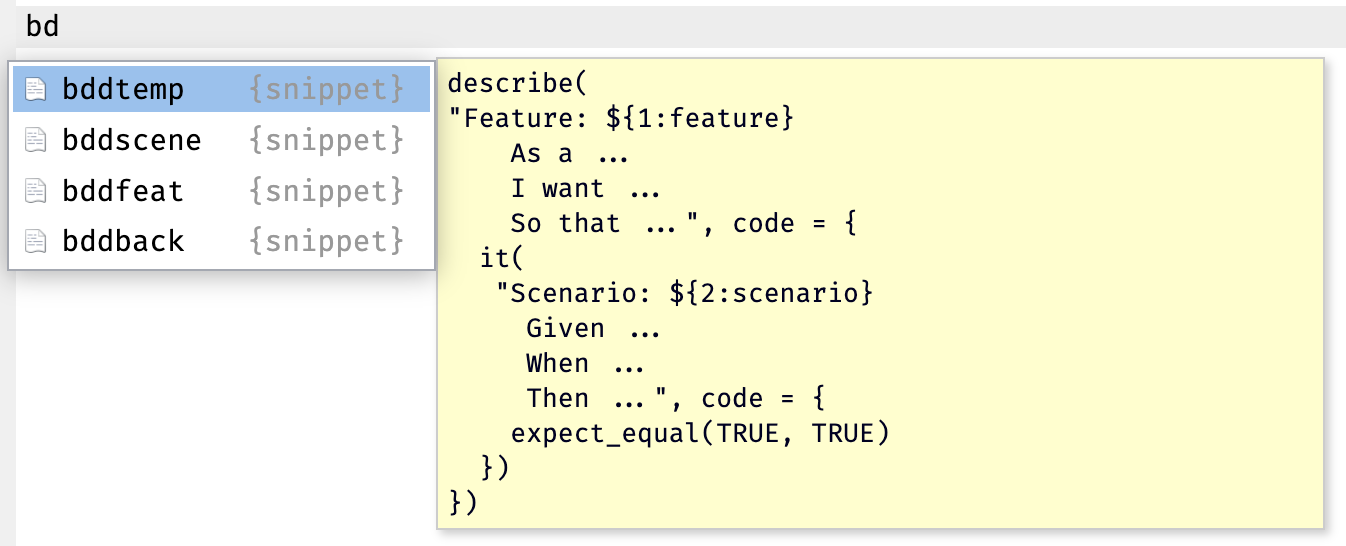 bd
bddtemp {snippet}
bddscene {snippet}
bddfeat {snippet}
bddback {snippet}
describe(
"Feature: ${1:feature}
    As a ...
    I want ...
    So that ...", code = {
  it(
   "Scenario: ${2:scenario}
     Given ...
     When ...
     Then ...", code = {
    expect_equal(TRUE, TRUE)
  })
})